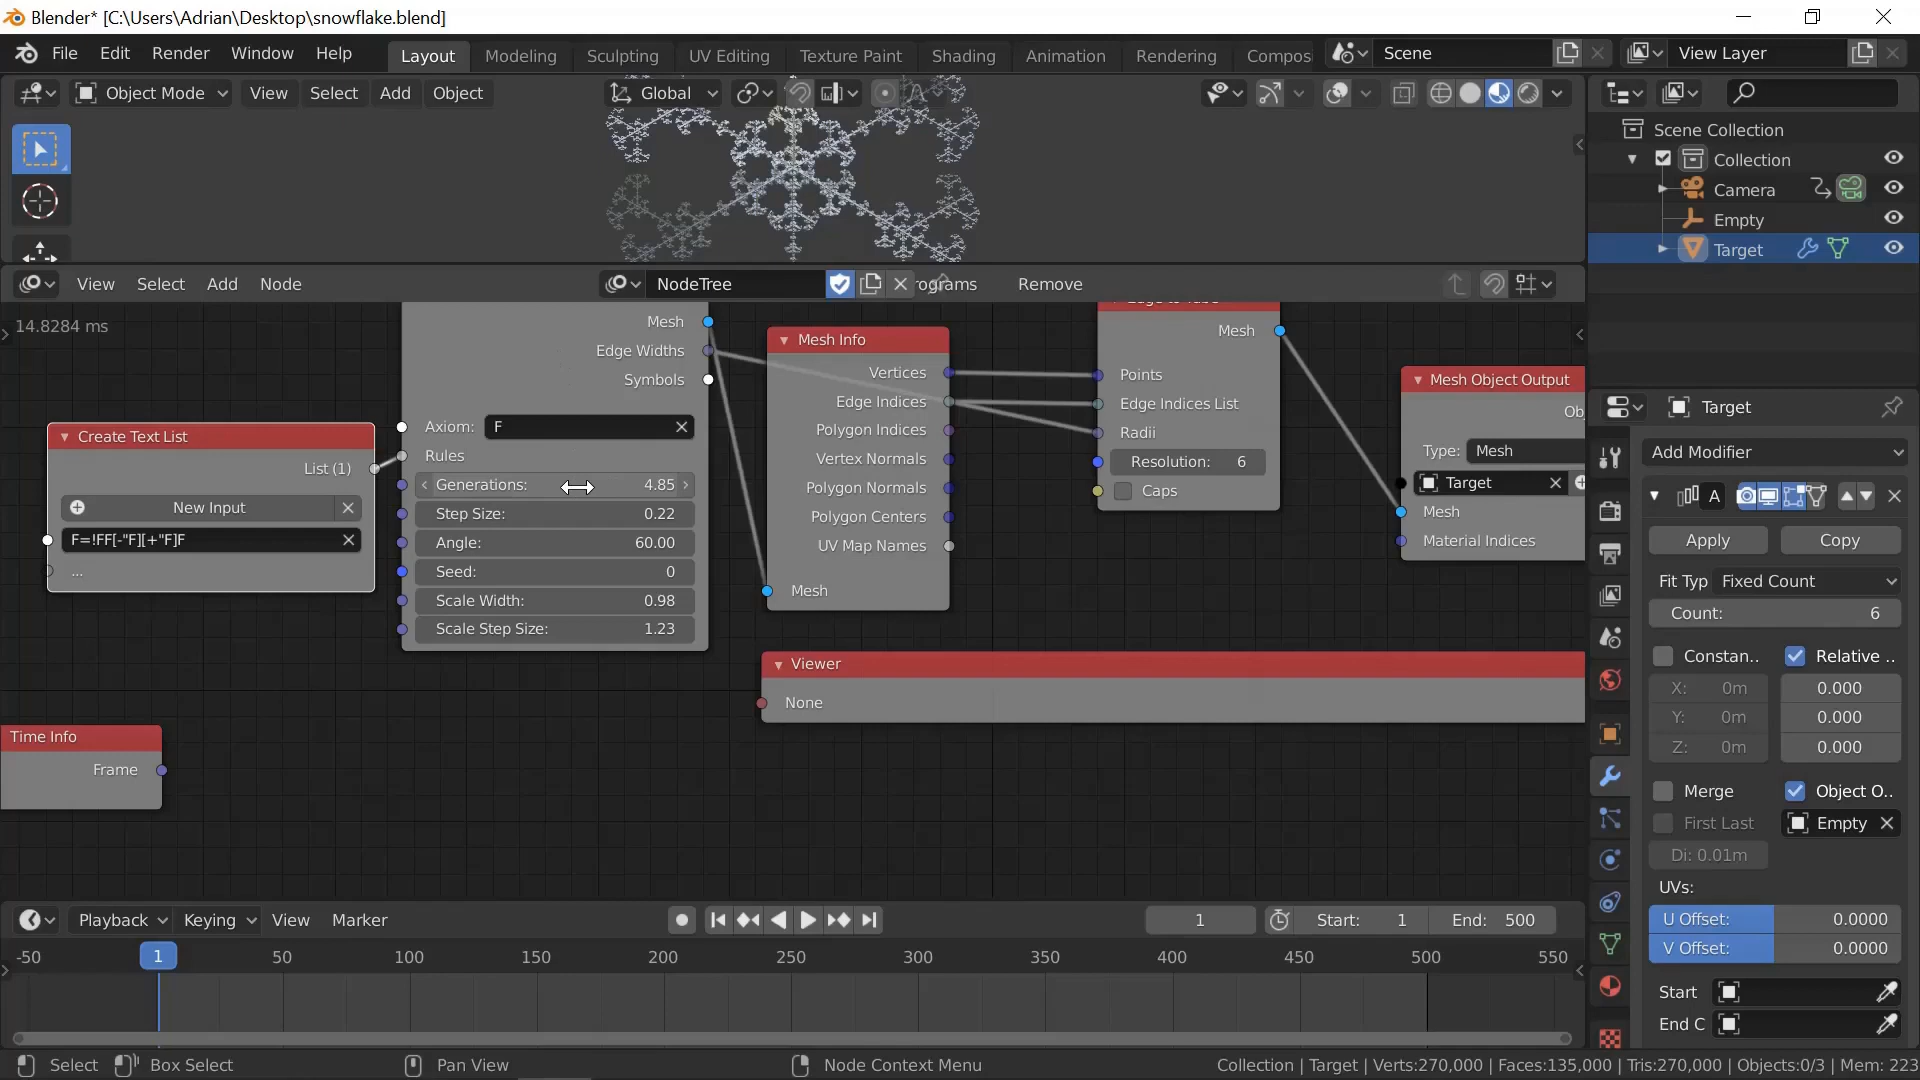 Blender* [C:\Users\Adrian\Desktop\snowflake.blend]
File Edit Render Window Help Layout Modeling Sculpting UV Editing Texture Paint Shading Animation Rendering Compos Scene View Layer
Object Mode View Select Add Object Global
Scene Collection
Collection
Camera
Empty
Target
View Select Add Node NodeTree ograms Remove
14.8284 ms
Mesh
Edge Widths
Symbols
Axiom: F
Rules
Generations: 4.85
Step Size: 0.22
Angle: 60.00
Seed: 0
Scale Width: 0.98
Scale Step Size: 1.23
Create Text List
List (1)
New Input
F=!FF[-"F][+"F]F
...
Mesh Info
Vertices
Edge Indices
Polygon Indices
Vertex Normals
Polygon Normals
Polygon Centers
UV Map Names
Mesh
Mesh
Points
Edge Indices List
Radii
Resolution: 6
Caps
Mesh Object Output
Ob
Type: Mesh
Target
Mesh
Material Indices
Viewer
None
Time Info
Frame
Target
Add Modifier
A
Apply Copy
Fit Typ Fixed Count
Count: 6
Constan.. Relative ..
X: 0m 0.000
Y: 0m 0.000
Z: 0m 0.000
Merge Object O..
First Last Empty
Di: 0.01m
UVs:
U Offset: 0.0000
V Offset: 0.0000
Start
End C
Playback Keying View Marker 1 Start: 1 End: 500
-50 1 50 100 150 200 250 300 350 400 450 500 550
Select Box Select Pan View Node Context Menu Collection | Target | Verts:270,000 | Faces:135,000 | Tris:270,000 | Objects:0/3 | Mem: 223